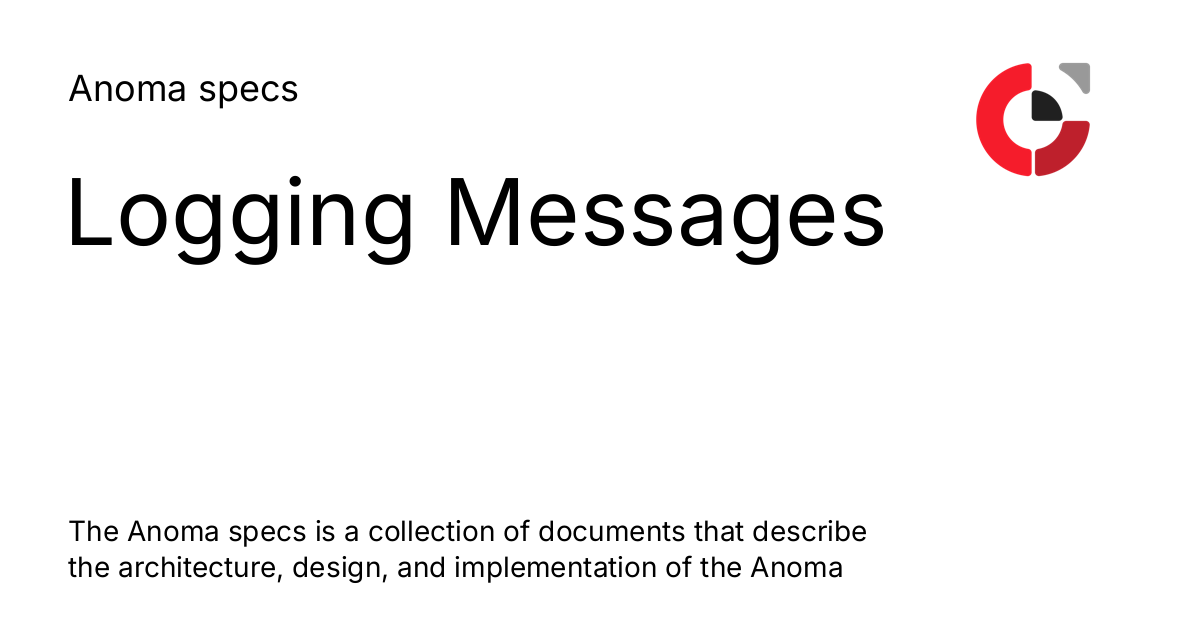 Anoma specs
Logging Messages
The Anoma specs is a collection of documents that describe
the architecture, design, and implementation of the Anoma